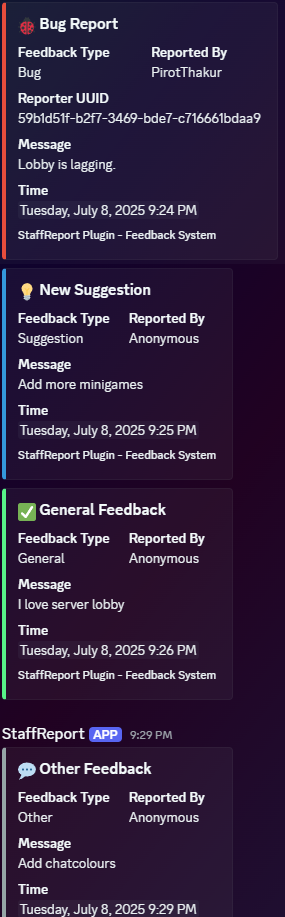 Bug Report
Feedback Type Reported By
Bug PirotThakur
Reporter UUID
59b1d51f-b2f7-3469-bde7-c716661bdaa9
Message
Lobby is lagging.
Time
Tuesday, July 8, 2025 9:24 PM
StaffReport Plugin - Feedback System
New Suggestion
Feedback Type Reported By
Suggestion Anonymous
Message
Add more minigames
Time
Tuesday, July 8, 2025 9:25 PM
StaffReport Plugin - Feedback System
General Feedback
Feedback Type Reported By
General Anonymous
Message
I love server lobby
Time
Tuesday, July 8, 2025 9:26 PM
StaffReport Plugin - Feedback System
StaffReport APP 9:29 PM
Other Feedback
Feedback Type Reported By
Other Anonymous
Message
Add chatcolours
Time
Tuesday, July 8, 2025 9:29 PM